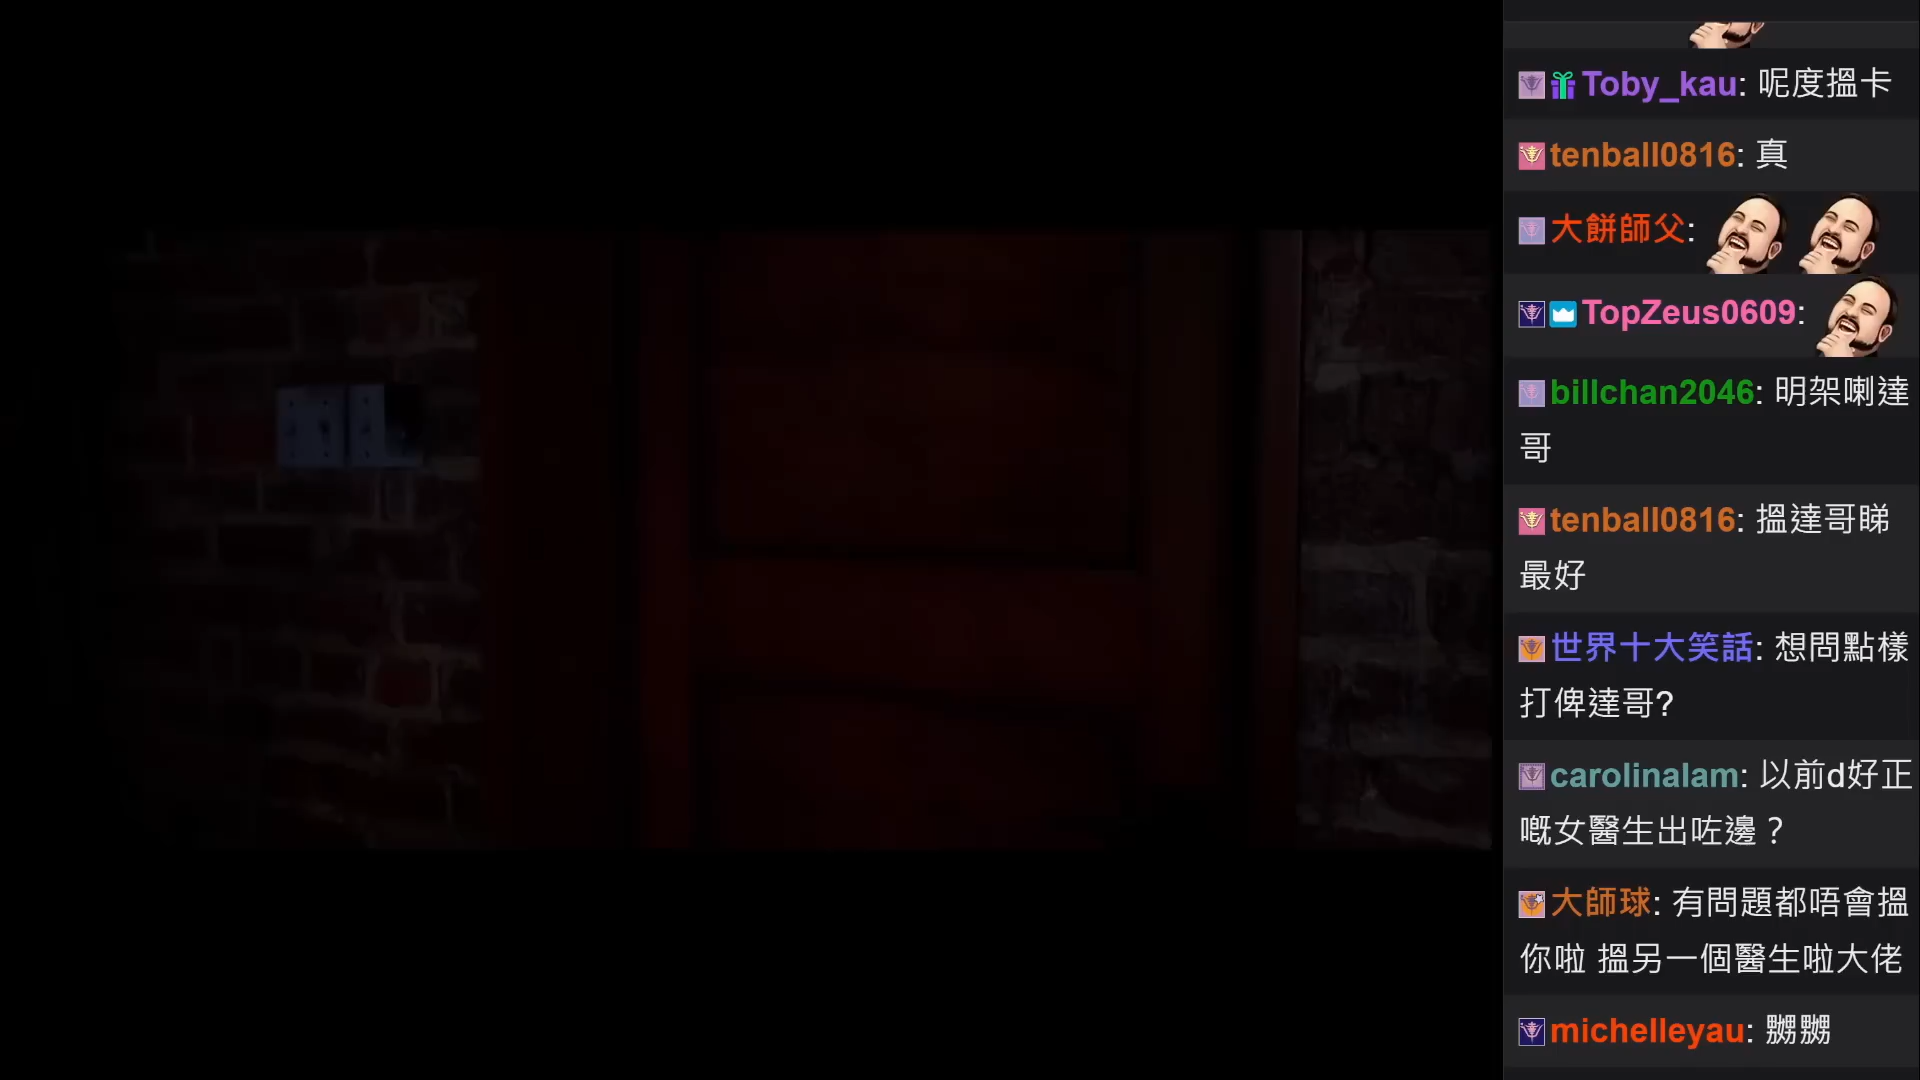 Toby_kau: 呢度搵卡
tenball0816: 真
大餅師父:
TopZeus0609:
billchan2046: 明架喇達
哥
tenball0816: 搵達哥睇
最好
世界十大笑話: 想問點樣
打俾達哥?
carolinalam: 以前d好正
嘅女醫生出咗邊？
大師球: 有問題都唔會搵
你啦 搵另一個醫生啦大佬
michelleyau: 嬲嬲